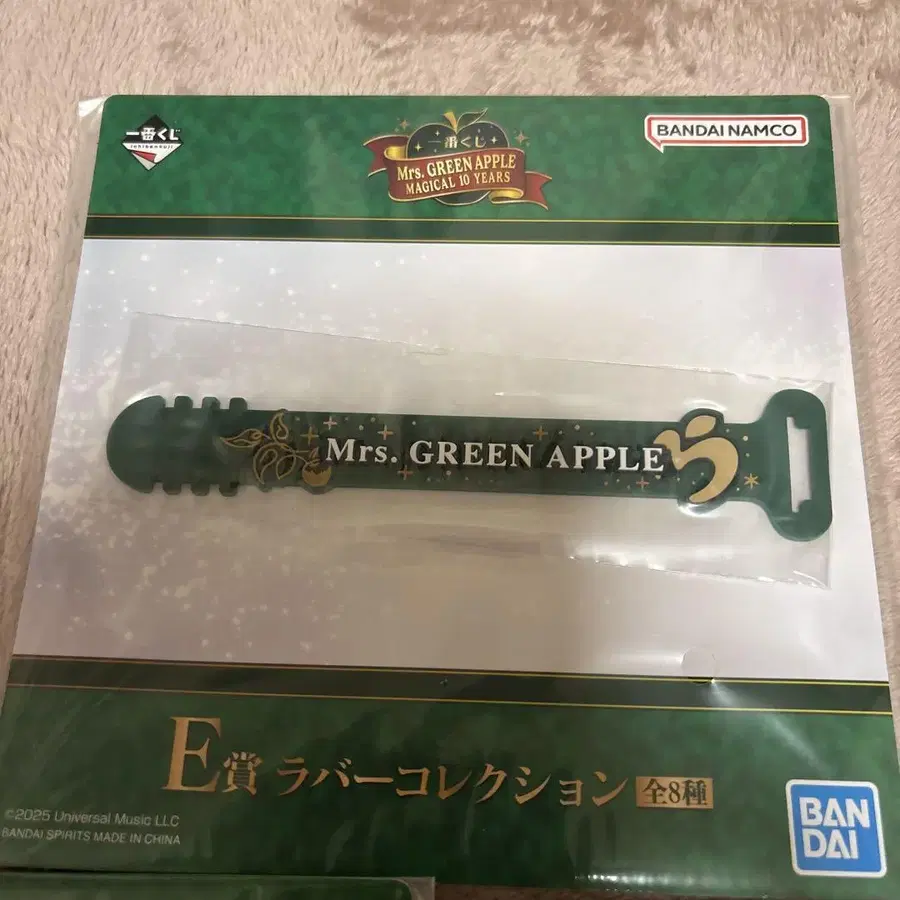 一番くじ
ichibankuji
一番くじ
Mrs. GREEN APPLE
MAGICAL 10 YEARS
BANDAI NAMCO
Mrs. GREEN APPLE
E賞 ラバーコレクション 全8種
©2025 Universal Music LLC
BANDAI SPIRITS MADE IN CHINA
BAN
DAI